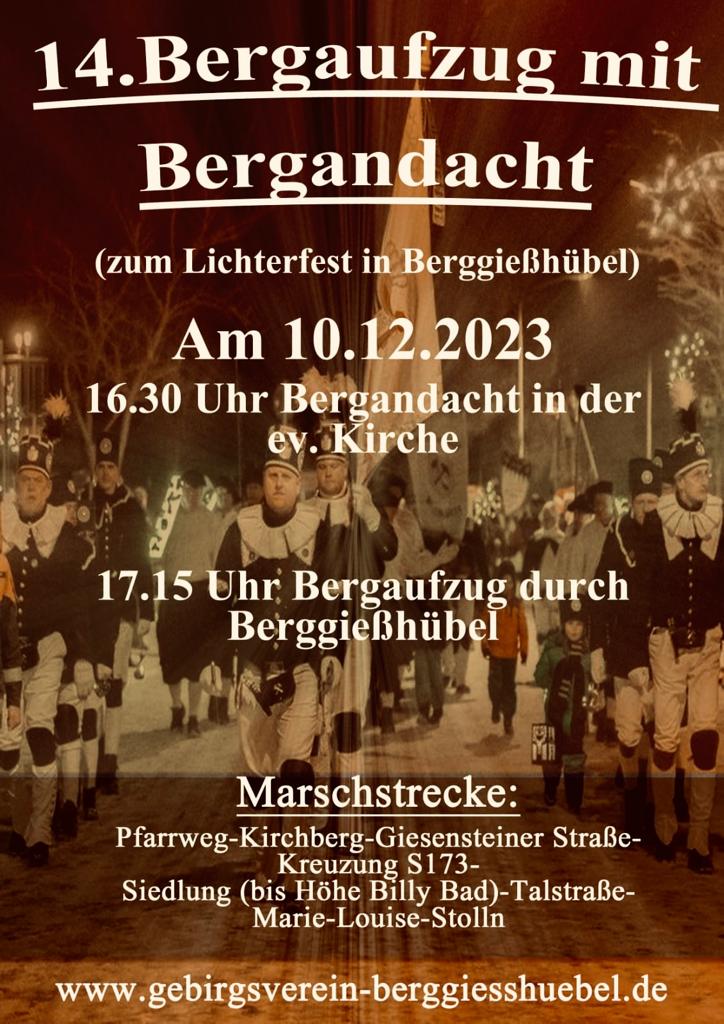 14.Bergaufzug mit
Bergandacht
(zum Lichterfest in Berggießhübel)
Am 10.12.2023
16.30 Uhr Bergandacht in der
ev. Kirche
17.15 Uhr Bergaufzug durch
Berggießhübel
Marschstrecke:
Pfarrweg-Kirchberg-Giesensteiner Straße-
Kreuzung S173-
Siedlung (bis Höhe Billy Bad)-Talstraße-
Marie-Louise-Stolln
www.gebirgsverein-berggiesshuebel.de